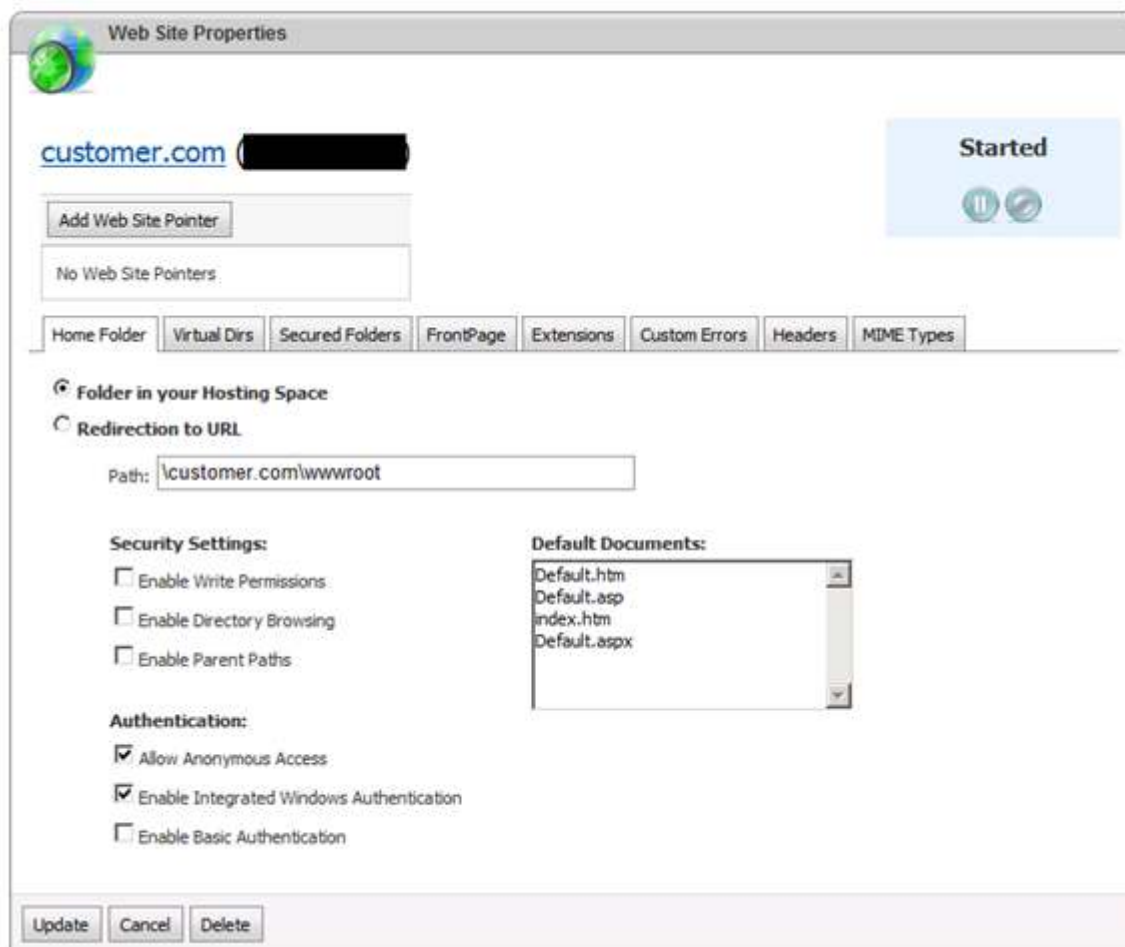 Web Site Properties
customer.com (          )
Started
Add Web Site Pointer
No Web Site Pointers
Home Folder Virtual Dirs Secured Folders FrontPage Extensions Custom Errors Headers MIME Types
Folder in your Hosting Space
Redirection to URL
Path: \customer.com\wwwroot
Security Settings:
Enable Write Permissions
Enable Directory Browsing
Enable Parent Paths
Default Documents:
Default.htm
Default.asp
index.htm
Default.aspx
Authentication:
Allow Anonymous Access
Enable Integrated Windows Authentication
Enable Basic Authentication
Update Cancel Delete